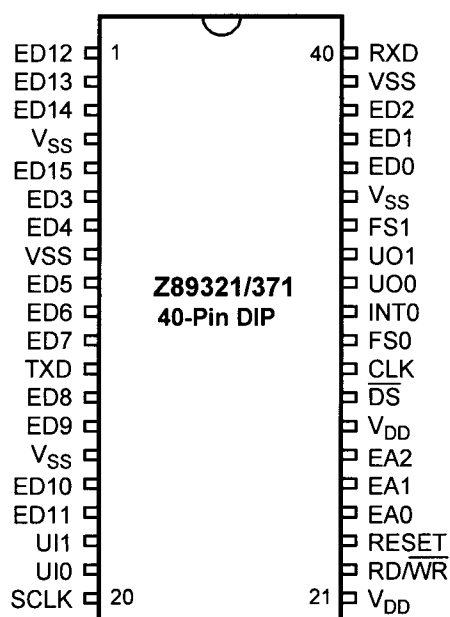 ED12 1 40 RXD
ED13 VSS
ED14 ED2
VSS ED1
ED15 ED0
ED3 VSS
ED4 FS1
VSS UO1
ED5 Z89321/371 UO0
ED6 40-Pin DIP INT0
ED7 FS0
TXD CLK
ED8 DS
ED9 VDD
VSS EA2
ED10 EA1
ED11 EA0
UI1 RESET
UI0 RD/WR
SCLK 20 21 VDD